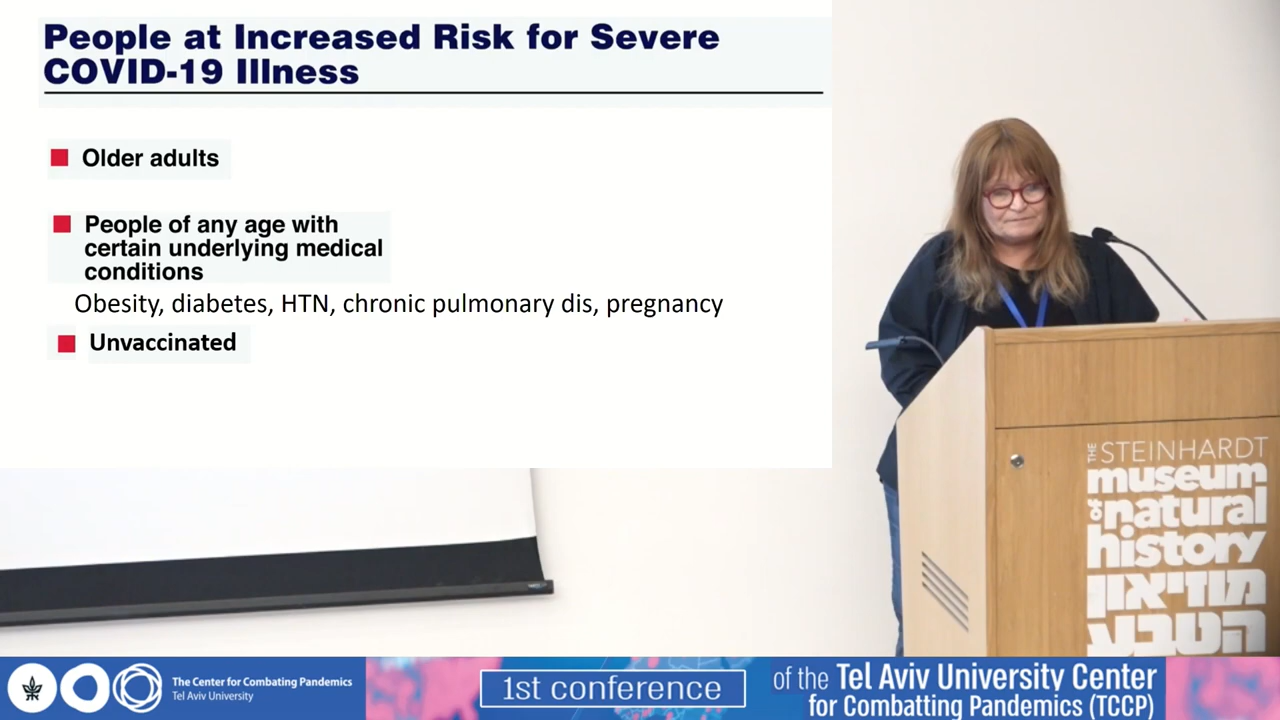 People at Increased Risk for Severe
COVID-19 Illness
Older adults
People of any age with
certain underlying medical
conditions
Obesity, diabetes, HTN, chronic pulmonary dis, pregnancy
Unvaccinated
THE STEINHARDT
museum
of natural
history
מוזיאון
הטבע
The Center for Combating Pandemics
Tel Aviv University
1st conference
of the Tel Aviv University Center
for Combatting Pandemics (TCCP)